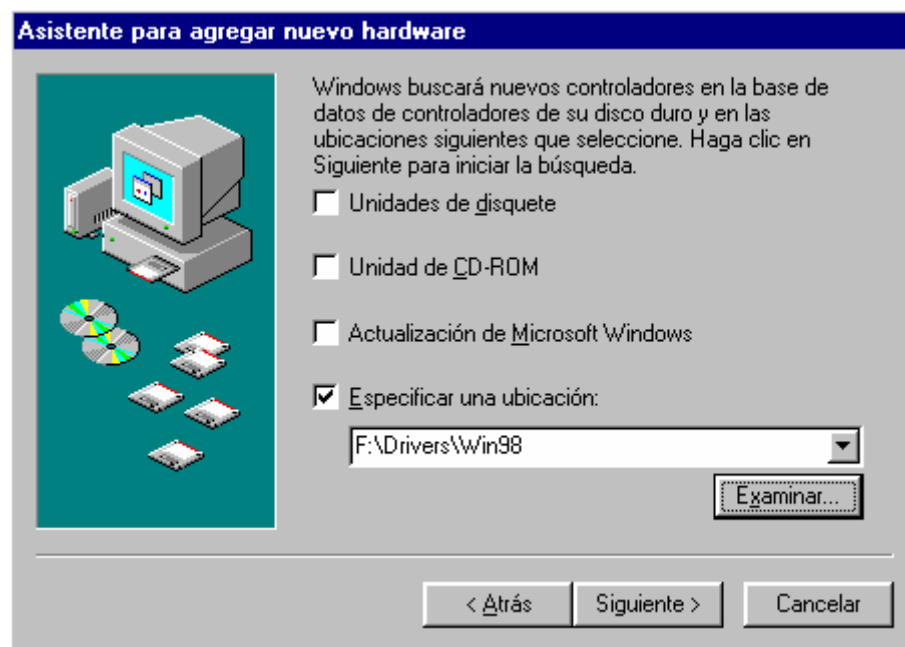 Asistente para agregar nuevo hardware
Windows buscará nuevos controladores en la base de
datos de controladores de su disco duro y en las
ubicaciones siguientes que seleccione. Haga clic en
Siguiente para iniciar la búsqueda.
Unidades de disquete
Unidad de CD-ROM
Actualización de Microsoft Windows
Especificar una ubicación:
F:\Drivers\Win98
Examinar...
< Atrás
Siguiente >
Cancelar